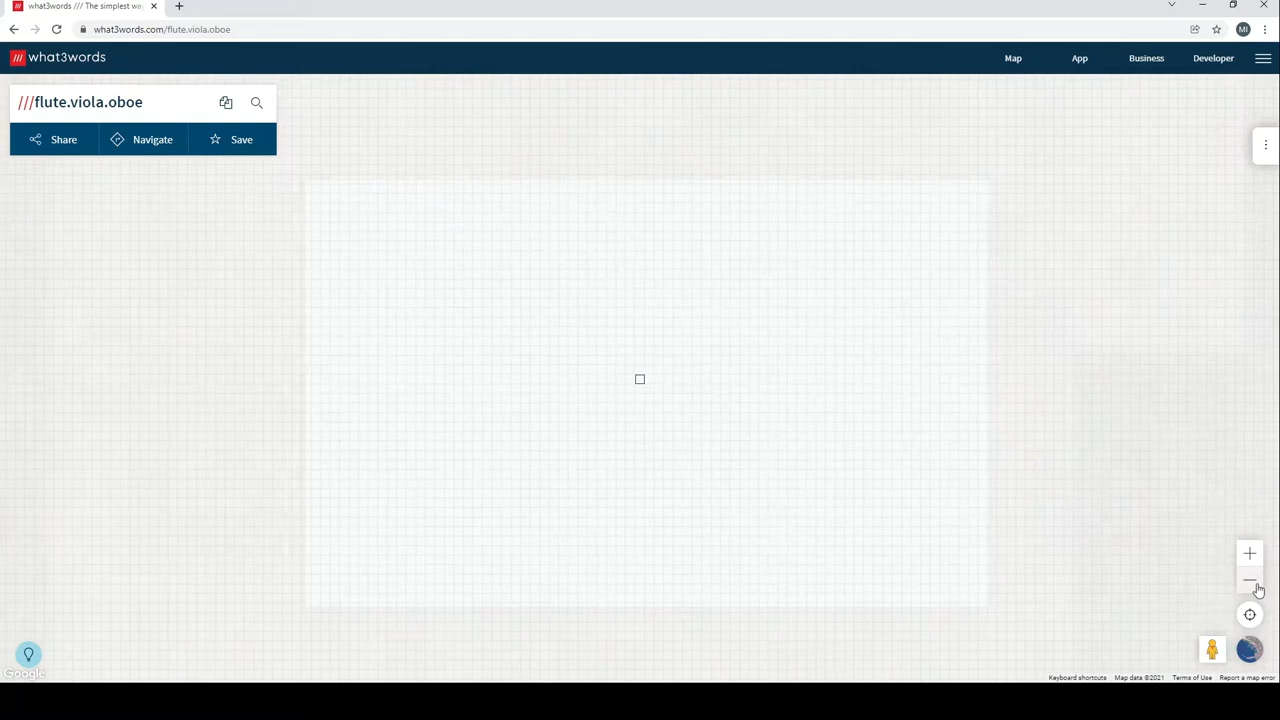 what3words /// The simplest wa
what3words.com/flute.viola.oboe
MI
what3words
Map
App
Business
Developer
///flute.viola.oboe
Share
Navigate
Save
Google
Keyboard shortcuts
Map data ©2021
Terms of Use
Report a map error